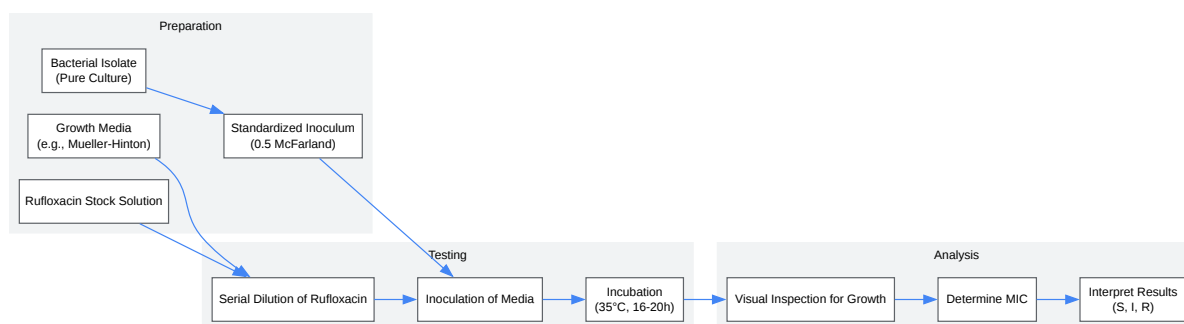 Preparation
Bacterial Isolate
(Pure Culture)
Growth Media
(e.g., Mueller-Hinton)
Standardized Inoculum
(0.5 McFarland)
Rufloxacin Stock Solution
Testing
Serial Dilution of Rufloxacin
Inoculation of Media
Incubation
(35°C, 16-20h)
Analysis
Visual Inspection for Growth
Determine MIC
Interpret Results
(S, I, R)